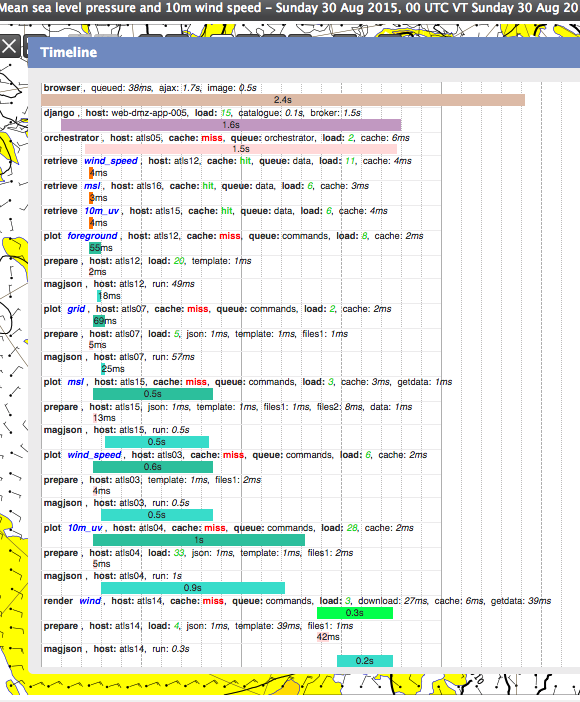 Mean sea level pressure and 10m wind speed – Sunday 30 Aug 2015, 00 UTC VT Sunday 30 Aug 20
Timeline
browser, queued: 38ms, ajax: 1.7s, image: 0.5s
2.4s
django, host: web-dmz-app-005, load: 15, catalogue: 0.1s, broker: 1.5s
1.6s
orchestrator, host: atls05, cache: miss, queue: orchestrator, load: 2, cache: 6ms
1.5s
retrieve wind_speed, host: atls12, cache: hit, queue: data, load: 11, cache: 4ms
4ms
retrieve msl, host: atls16, cache: hit, queue: data, load: 6, cache: 3ms
3ms
retrieve 10m_uv, host: atls15, cache: hit, queue: data, load: 6, cache: 4ms
4ms
plot foreground, host: atls12, cache: miss, queue: commands, load: 8, cache: 2ms
55ms
prepare, host: atls12, load: 20, template: 1ms
2ms
magjson, host: atls12, run: 49ms
18ms
plot grid, host: atls07, cache: miss, queue: commands, load: 2, cache: 2ms
69ms
prepare, host: atls07, load: 5, json: 1ms, template: 1ms, files1: 1ms
5ms
magjson, host: atls07, run: 57ms
25ms
plot msl, host: atls15, cache: miss, queue: commands, load: 3, cache: 3ms, getdata: 1ms
0.5s
prepare, host: atls15, json: 1ms, template: 1ms, files1: 1ms, files2: 8ms, data: 1ms
13ms
magjson, host: atls15, run: 0.5s
0.5s
plot wind_speed, host: atls03, cache: miss, queue: commands, load: 6, cache: 2ms
0.6s
prepare, host: atls03, template: 1ms, files1: 2ms
4ms
magjson, host: atls03, run: 0.5s
0.5s
plot 10m_uv, host: atls04, cache: miss, queue: commands, load: 28, cache: 2ms
1s
prepare, host: atls04, load: 33, json: 1ms, template: 1ms, files1: 2ms
5ms
magjson, host: atls04, run: 1s
0.9s
render wind, host: atls14, cache: miss, queue: commands, load: 3, download: 27ms, cache: 6ms, getdata: 39ms
0.3s
prepare, host: atls14, load: 4, json: 1ms, template: 39ms, files1: 1ms
42ms
magjson, host: atls14, run: 0.3s
0.2s